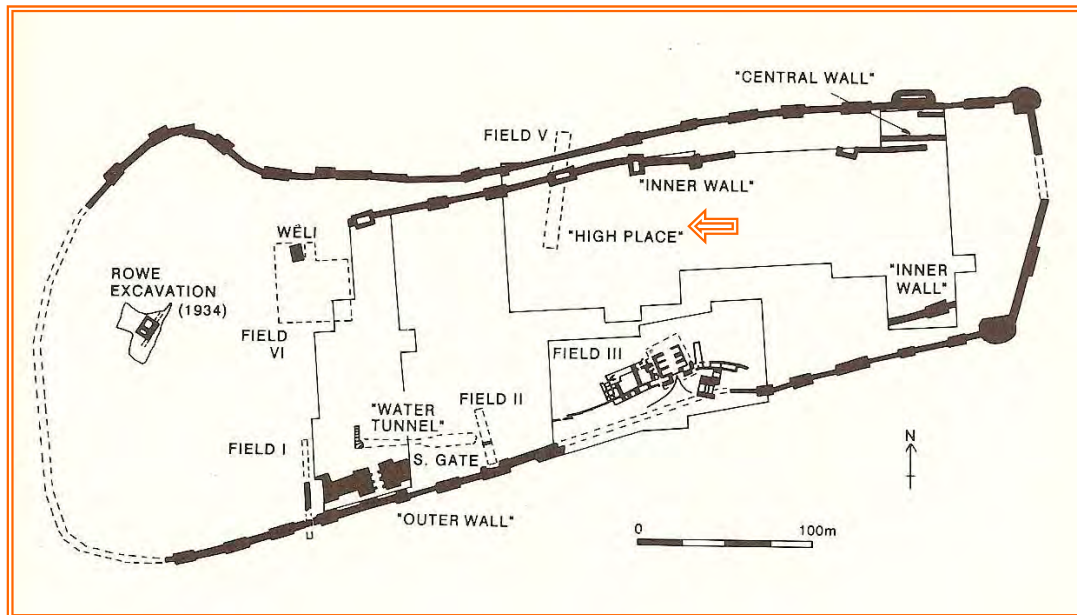 "CENTRAL WALL"
FIELD V
"INNER WALL"
WĒLI
"HIGH PLACE"
ROWE
EXCAVATION
(1934)
"INNER
WALL"
FIELD
VI
FIELD III
FIELD II
"WATER
TUNNEL"
FIELD I
S. GATE
N
"OUTER WALL"
0
100m